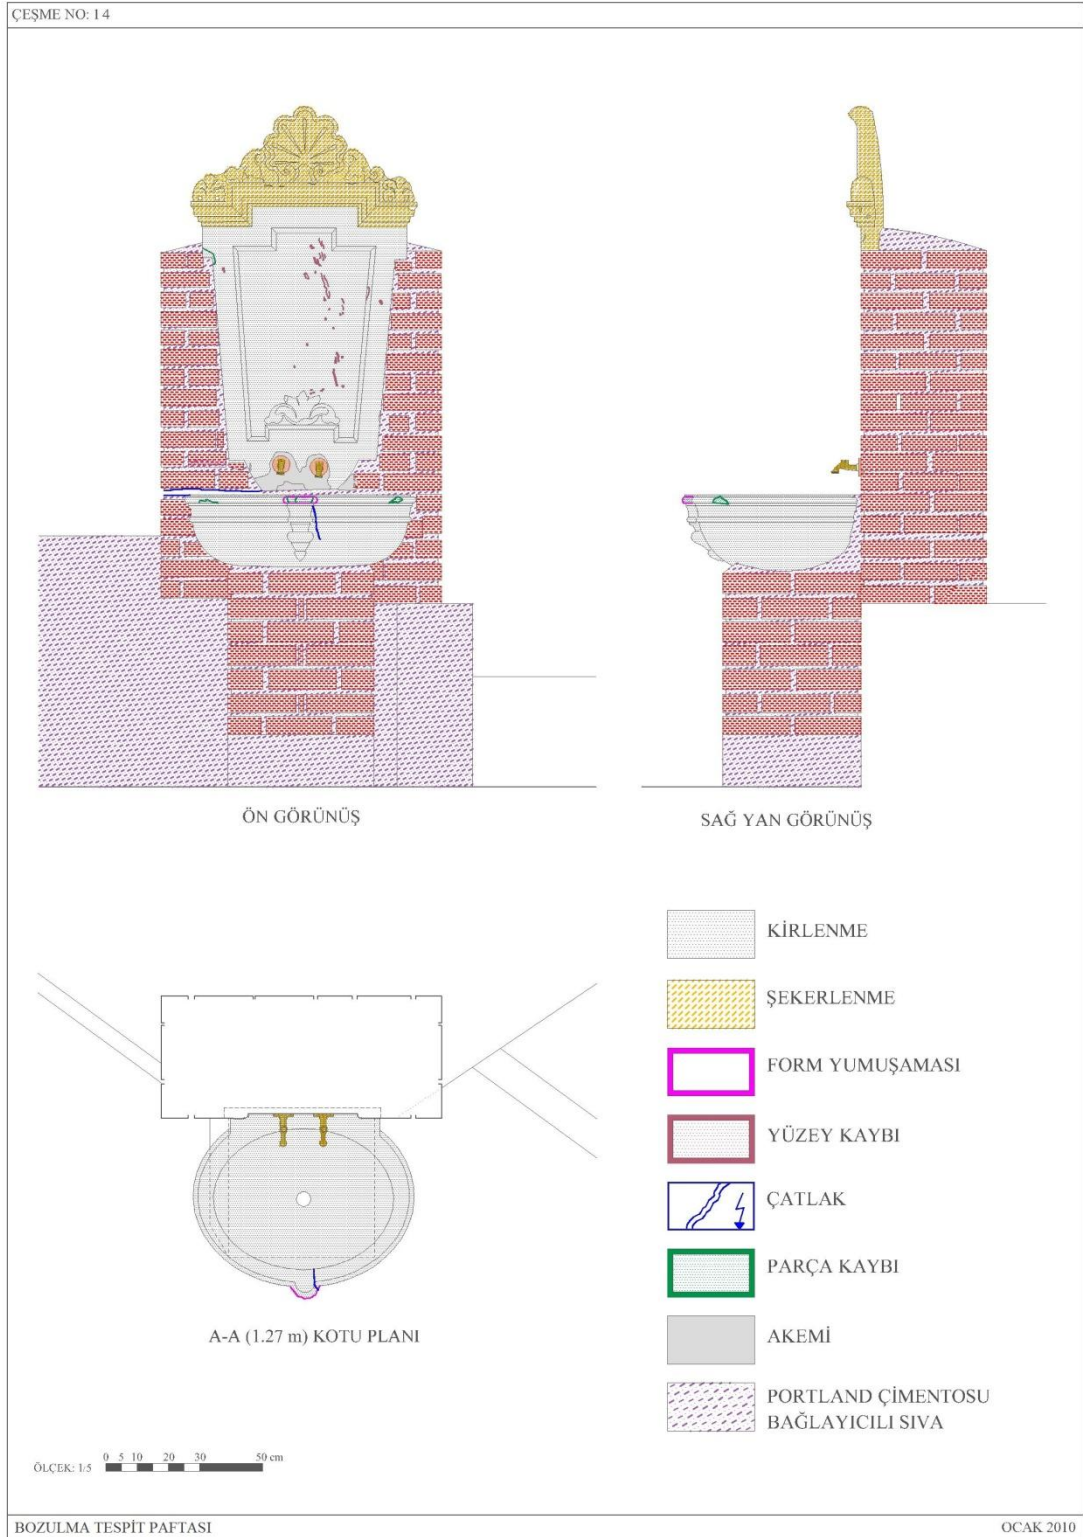 ÇEŞME NO: 14
ÖN GÖRÜNÜŞ
SAĞ YAN GÖRÜNÜŞ
KİRLENME
ŞEKERLENME
FORM YUMUŞAMASI
YÜZEY KAYBI
ÇATLAK
PARÇA KAYBI
AKEMİ
PORTLAND ÇİMENTOSU
BAĞLAYICILI SIVA
A-A (1.27 m) KOTU PLANI
ÖLÇEK: 1/5 0 5 10 20 30 50 cm
BOZULMA TESPİT PAFTASI
OCAK 2010